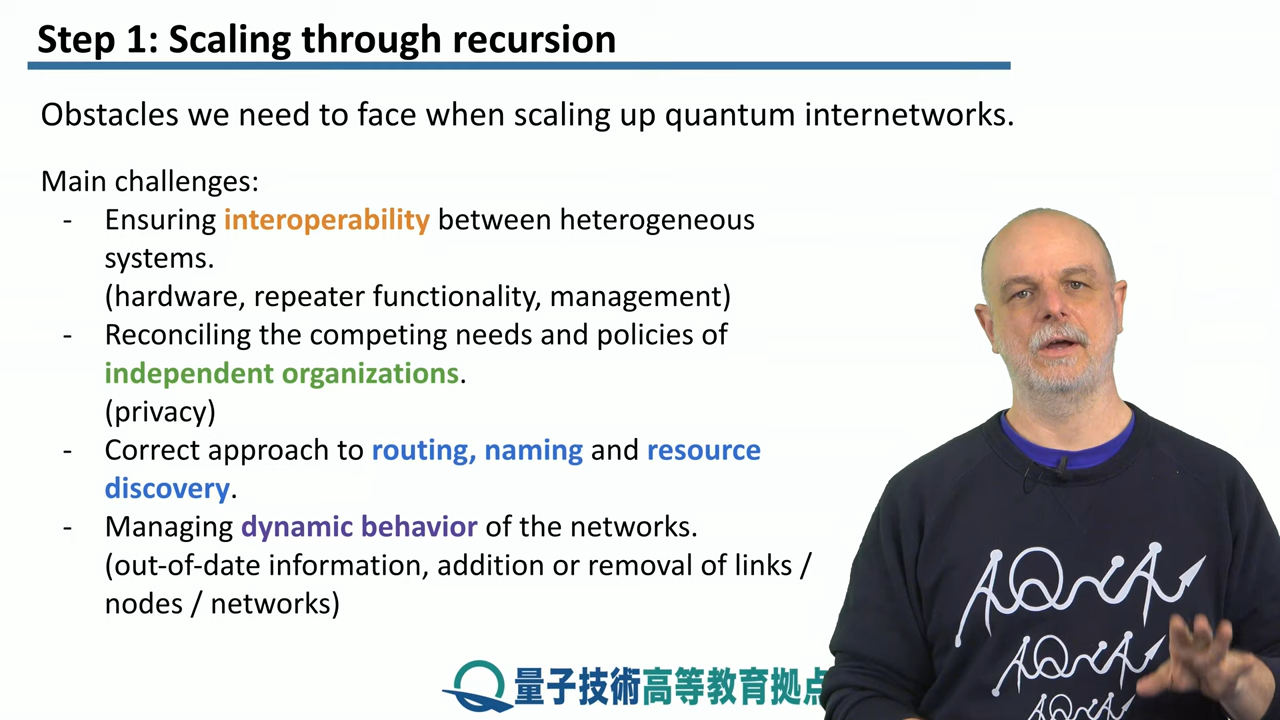 Step 1: Scaling through recursion
Obstacles we need to face when scaling up quantum internetworks.
Main challenges:
- Ensuring interoperability between heterogeneous
systems.
(hardware, repeater functionality, management)
- Reconciling the competing needs and policies of
independent organizations.
(privacy)
- Correct approach to routing, naming and resource
discovery.
- Managing dynamic behavior of the networks.
(out-of-date information, addition or removal of links /
nodes / networks)
量子技術高等教育拠点
AQUA
AQUA